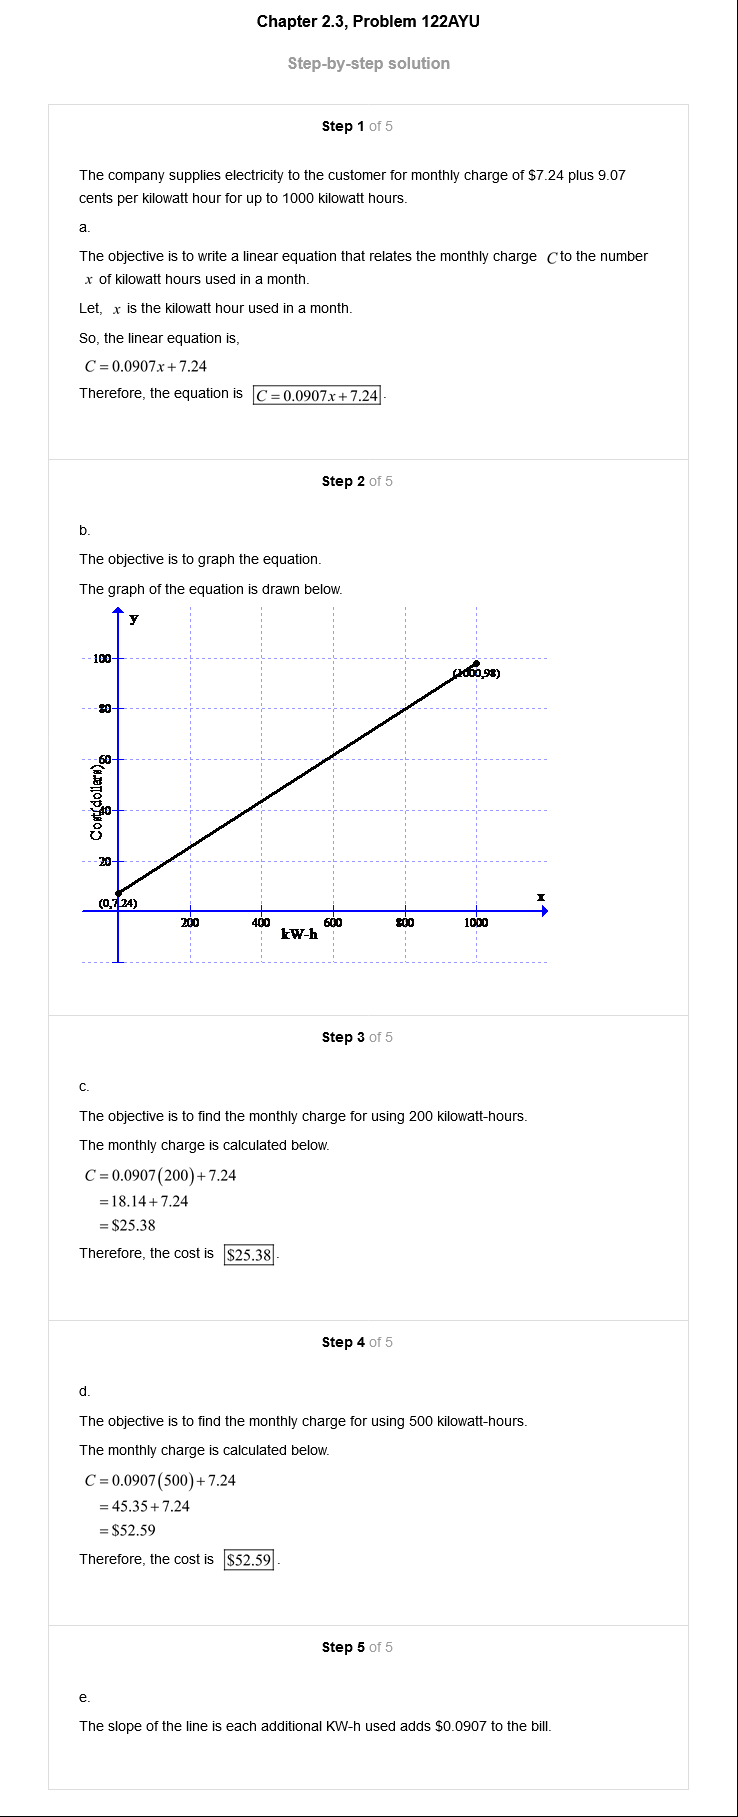 Chapter 2.3, Problem 122AYU
Step-by-step solution
Step 1 of 5
The company supplies electricity to the customer for monthly charge of $7.24 plus 9.07
cents per kilowatt hour for up to 1000 kilowatt hours.
a.
The objective is to write a linear equation that relates the monthly charge C to the number
x of kilowatt hours used in a month.
Let, x is the kilowatt hour used in a month.
So, the linear equation is,
C = 0.0907x + 7.24
Therefore, the equation is C = 0.0907x + 7.24.
Step 2 of 5
b.
The objective is to graph the equation.
The graph of the equation is drawn below.
y
100
(1000,98)
80
60
Cost(dollars)
40
20
(0,7.24)
x
200 400 600 800 1000
kW-h
Step 3 of 5
c.
The objective is to find the monthly charge for using 200 kilowatt-hours.
The monthly charge is calculated below.
C = 0.0907(200) + 7.24
= 18.14 + 7.24
= $25.38
Therefore, the cost is $25.38.
Step 4 of 5
d.
The objective is to find the monthly charge for using 500 kilowatt-hours.
The monthly charge is calculated below.
C = 0.0907(500) + 7.24
= 45.35 + 7.24
= $52.59
Therefore, the cost is $52.59.
Step 5 of 5
e.
The slope of the line is each additional KW-h used adds $0.0907 to the bill.